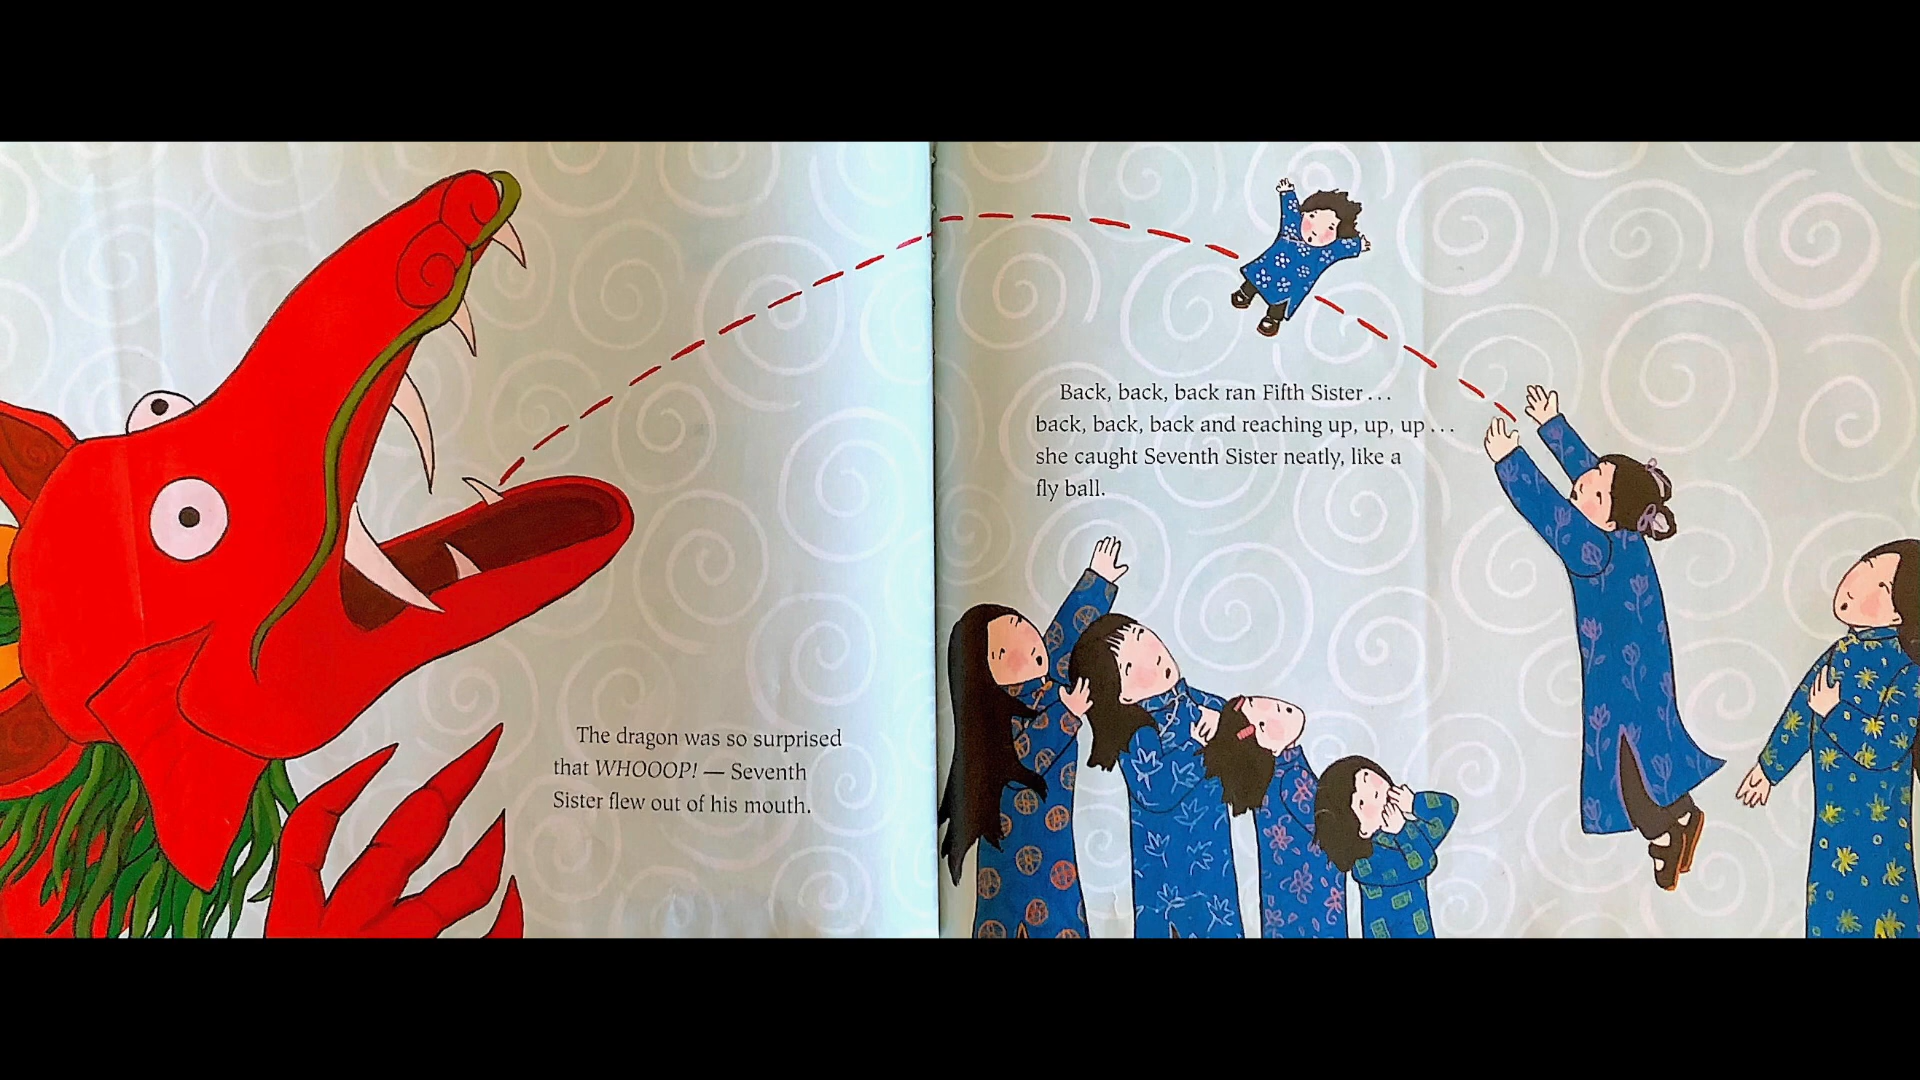 The dragon was so surprised
that WHOOOP! — Seventh
Sister flew out of his mouth.
Back, back, back ran Fifth Sister . . .
back, back, back and reaching up, up, up . . .
she caught Seventh Sister neatly, like a
fly ball.